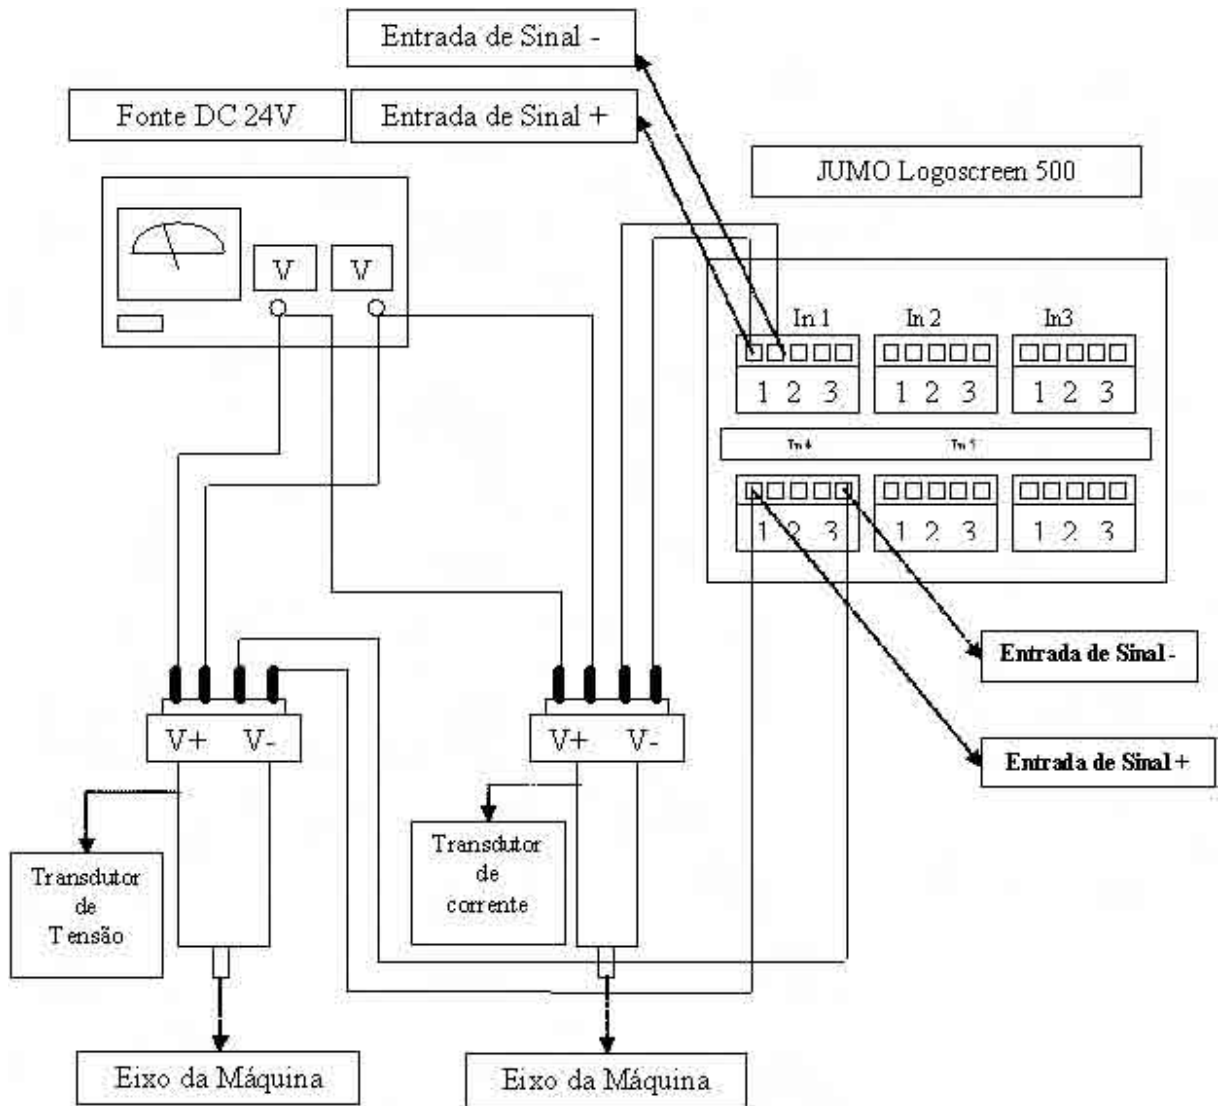 Entrada de Sinal -
Fonte DC 24V
Entrada de Sinal +
JUMO Logoscreen 500
V V
In 1 In 2 In3
1 2 3 1 2 3 1 2 3
1 2 3 1 2 3 1 2 3
Entrada de Sinal -
V+ V-
V+ V-
Entrada de Sinal +
Transdutor
de
Tensão
Transdutor
de
corrente
Eixo da Máquina
Eixo da Máquina